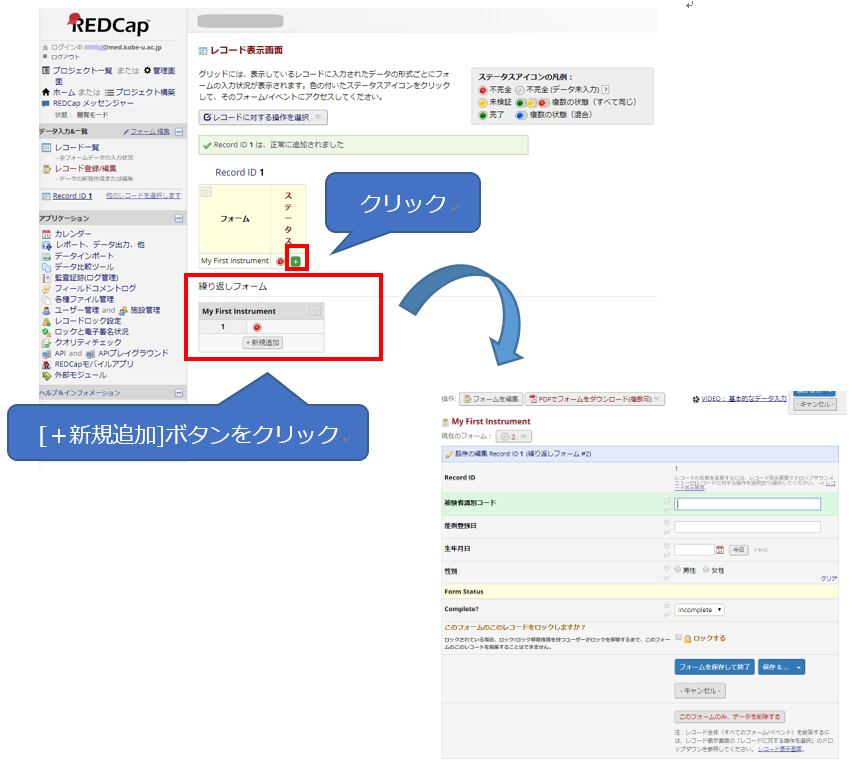 REDCap
ログイン中 @med.kobe-u.ac.jp
ログアウト
プロジェクト一覧 または 管理画面
ホーム または プロジェクト構築
REDCap メッセンジャー
状態： 開発モード
データ入力&一覧 フォーム 編集
レコード一覧
- 全フォームデータの入力状況
レコード登録/編集
- データの新規作成または編集
Record ID 1 他のレコードを選択します
アプリケーション
カレンダー
レポート、データ出力、他
データインポート
データ比較ツール
監査証跡(ログ管理)
フィールドコメントログ
各種ファイル管理
ユーザー管理 and 施設管理
レコードロック設定
ロックと電子署名状況
クオリティチェック
API and APIプレイグラウンド
REDCapモバイルアプリ
外部モジュール
ヘルプ&インフォメーション
レコード表示画面
グリッドには、表示しているレコードに入力されたデータの形式ごとにフォー
ムの入力状況が表示されます。色の付いたステータスアイコンをクリック
して、そのフォーム/イベントにアクセスしてください。
ステータスアイコンの凡例：
不完全 不完全 (データ未入力) ?
未検証 複数の状態（すべて同じ）
完了 複数の状態（混合）
レコードに対する操作を選択
Record ID 1 は、正常に追加されました
Record ID 1
フォーム ステータス
My First Instrument +
クリック
繰り返しフォーム
My First Instrument
1
+ 新規追加
[＋新規追加]ボタンをクリック
操作: フォームを編集 PDFでフォームをダウンロード(複数可) VIDEO： 基本的なデータ入力
- キャンセル -
My First Instrument
現在のフォーム： 2
既存の編集 Record ID 1 (繰り返しフォーム #2)
Record ID 1
被験者識別コード
症例登録日
生年月日 今日 Y-M-D
性別 男性 女性
クリア
Form Status
Complete? Incomplete
このフォームのこのレコードをロックしますか？
ロックされている場合、ロック/ロック解除権限を持つユーザーがロックを解除するまで、このフォー
ムのこのレコードを編集することはできません。
ロックする
フォームを保存して終了 保存 & ...
- キャンセル -
このフォームのみ、データを削除する
注：レコード全体（すべてのフォーム/イベント）を削除するに
は、レコード表示画面の「レコードに対する操作を選択」のドロ
ップダウンを参照してください。 レコード表示画面。